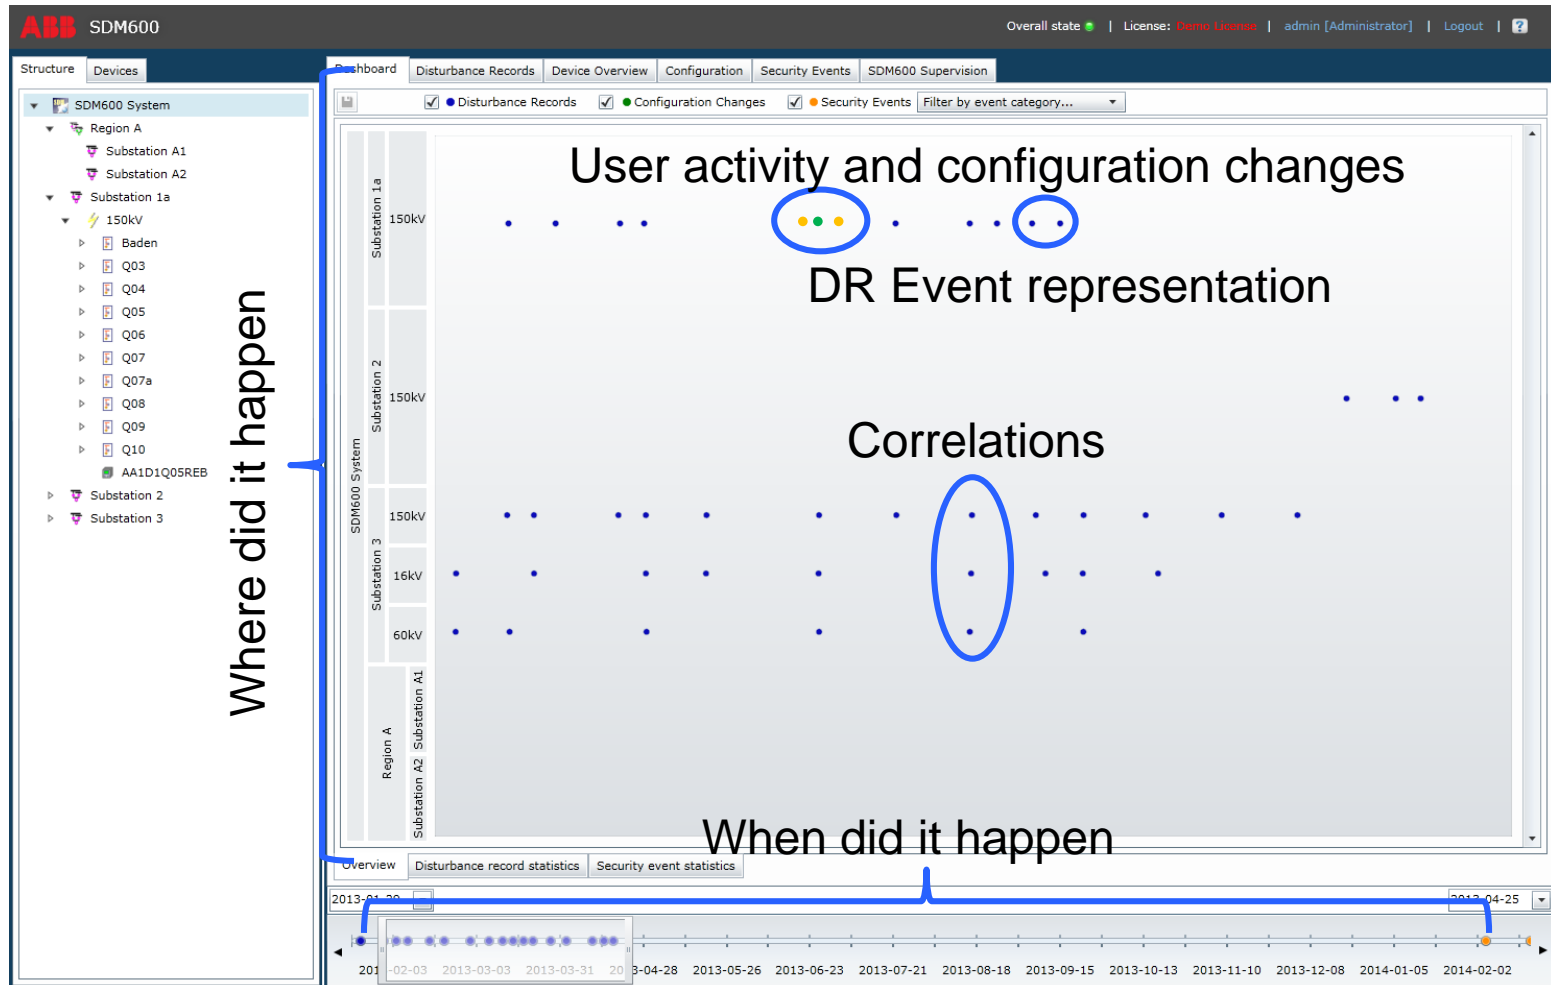 ABB SDM600
Overall state | License: Demo License | admin [Administrator] | Logout | ?
Structure Devices
Dashboard Disturbance Records Device Overview Configuration Security Events SDM600 Supervision
Disturbance Records Configuration Changes Security Events Filter by event category...
SDM600 System
Region A
Substation A1
Substation A2
Substation 1a
150kV
Baden
Q03
Q04
Q05
Q06
Q07
Q07a
Q08
Q09
Q10
AA1D1Q05REB
Substation 2
Substation 3
Where did it happen
SDM600 System
Substation 1a
150kV
Substation 2
150kV
Substation 3
150kV
16kV
60kV
Region A
Substation A1
Substation A2
User activity and configuration changes
DR Event representation
Correlations
When did it happen
Overview Disturbance record statistics Security event statistics
2013-04-25
-02-03 2013-03-03 2013-03-31 3-04-28 2013-05-26 2013-06-23 2013-07-21 2013-08-18 2013-09-15 2013-10-13 2013-11-10 2013-12-08 2014-01-05 2014-02-02